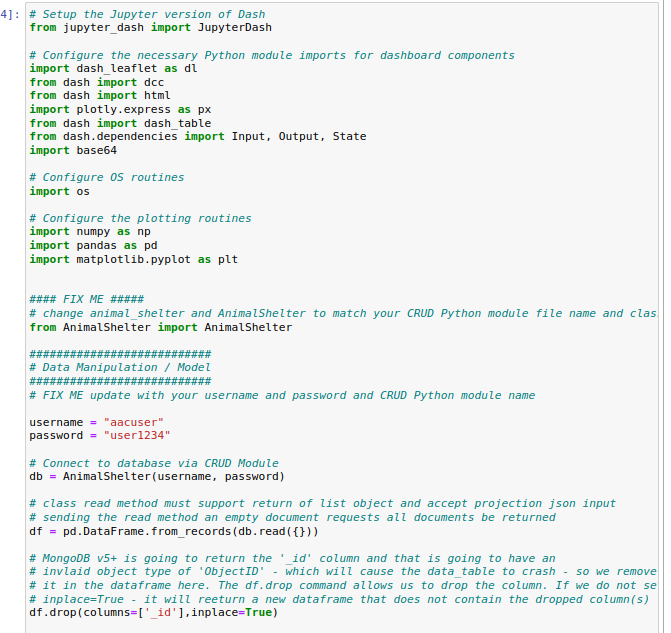 4]:
# Setup the Jupyter version of Dash
from jupyter_dash import JupyterDash
# Configure the necessary Python module imports for dashboard components
import dash_leaflet as dl
from dash import dcc
from dash import html
import plotly.express as px
from dash import dash_table
from dash.dependencies import Input, Output, State
import base64
# Configure OS routines
import os
# Configure the plotting routines
import numpy as np
import pandas as pd
import matplotlib.pyplot as plt
#### FIX ME #####
# change animal_shelter and AnimalShelter to match your CRUD Python module file name and clas
from AnimalShelter import AnimalShelter
###########################
# Data Manipulation / Model
###########################
# FIX ME update with your username and password and CRUD Python module name
username = "aacuser"
password = "user1234"
# Connect to database via CRUD Module
db = AnimalShelter(username, password)
# class read method must support return of list object and accept projection json input
# sending the read method an empty document requests all documents be returned
df = pd.DataFrame.from_records(db.read({}))
# MongoDB v5+ is going to return the '_id' column and that is going to have an
# invlaid object type of 'ObjectID' - which will cause the data_table to crash - so we remove
# it in the dataframe here. The df.drop command allows us to drop the column. If we do not se
# inplace=True - it will reeturn a new dataframe that does not contain the dropped column(s)
df.drop(columns=['_id'],inplace=True)